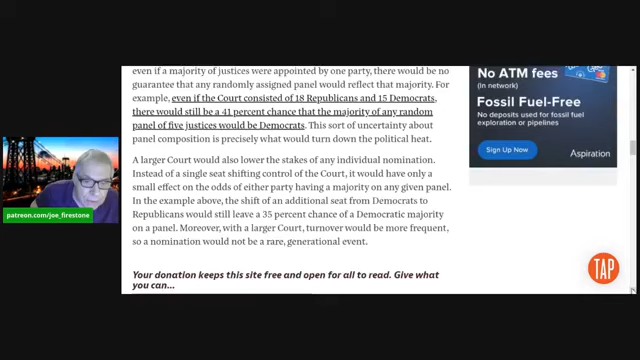 even if a majority of justices were appointed by one party, there would be no
guarantee that any randomly assigned panel would reflect that majority. For
example, even if the Court consisted of 18 Republicans and 15 Democrats,
there would still be a 41 percent chance that the majority of any random
panel of five justices would be Democrats. This sort of uncertainty about
panel composition is precisely what would turn down the political heat.
A larger Court would also lower the stakes of any individual nomination.
Instead of a single seat shifting control of the Court, it would have only a
small effect on the odds of either party having a majority on any given panel.
In the example above, the shift of an additional seat from Democrats to
Republicans would still leave a 35 percent chance of a Democratic majority
on a panel. Moreover, with a larger Court, turnover would be more frequent,
so a nomination would not be a rare, generational event.
Your donation keeps this site free and open for all to read. Give what
you can...
No ATM fees
(In network)
Fossil Fuel-Free
No deposits used for fossil fuel
exploration or pipelines
Sign Up Now
Aspiration
TAP
patreon.com/joe_firestone